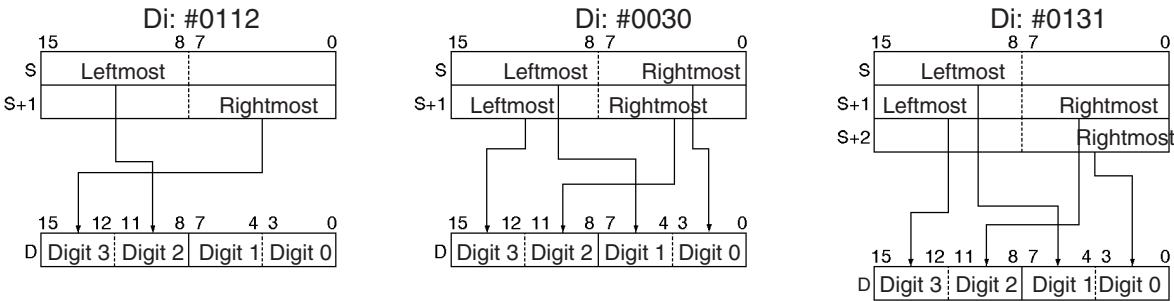 Di: #0112
15 8 7 0
S Leftmost
S+1 Rightmost
15 12 11 8 7 4 3 0
D Digit 3 Digit 2 Digit 1 Digit 0
Di: #0030
15 8 7 0
S Leftmost Rightmost
S+1 Leftmost Rightmost
15 12 11 8 7 4 3 0
D Digit 3 Digit 2 Digit 1 Digit 0
Di: #0131
15 8 7 0
S Leftmost
S+1 Leftmost Rightmost
S+2 Rightmost
15 12 11 8 7 4 3 0
D Digit 3 Digit 2 Digit 1 Digit 0